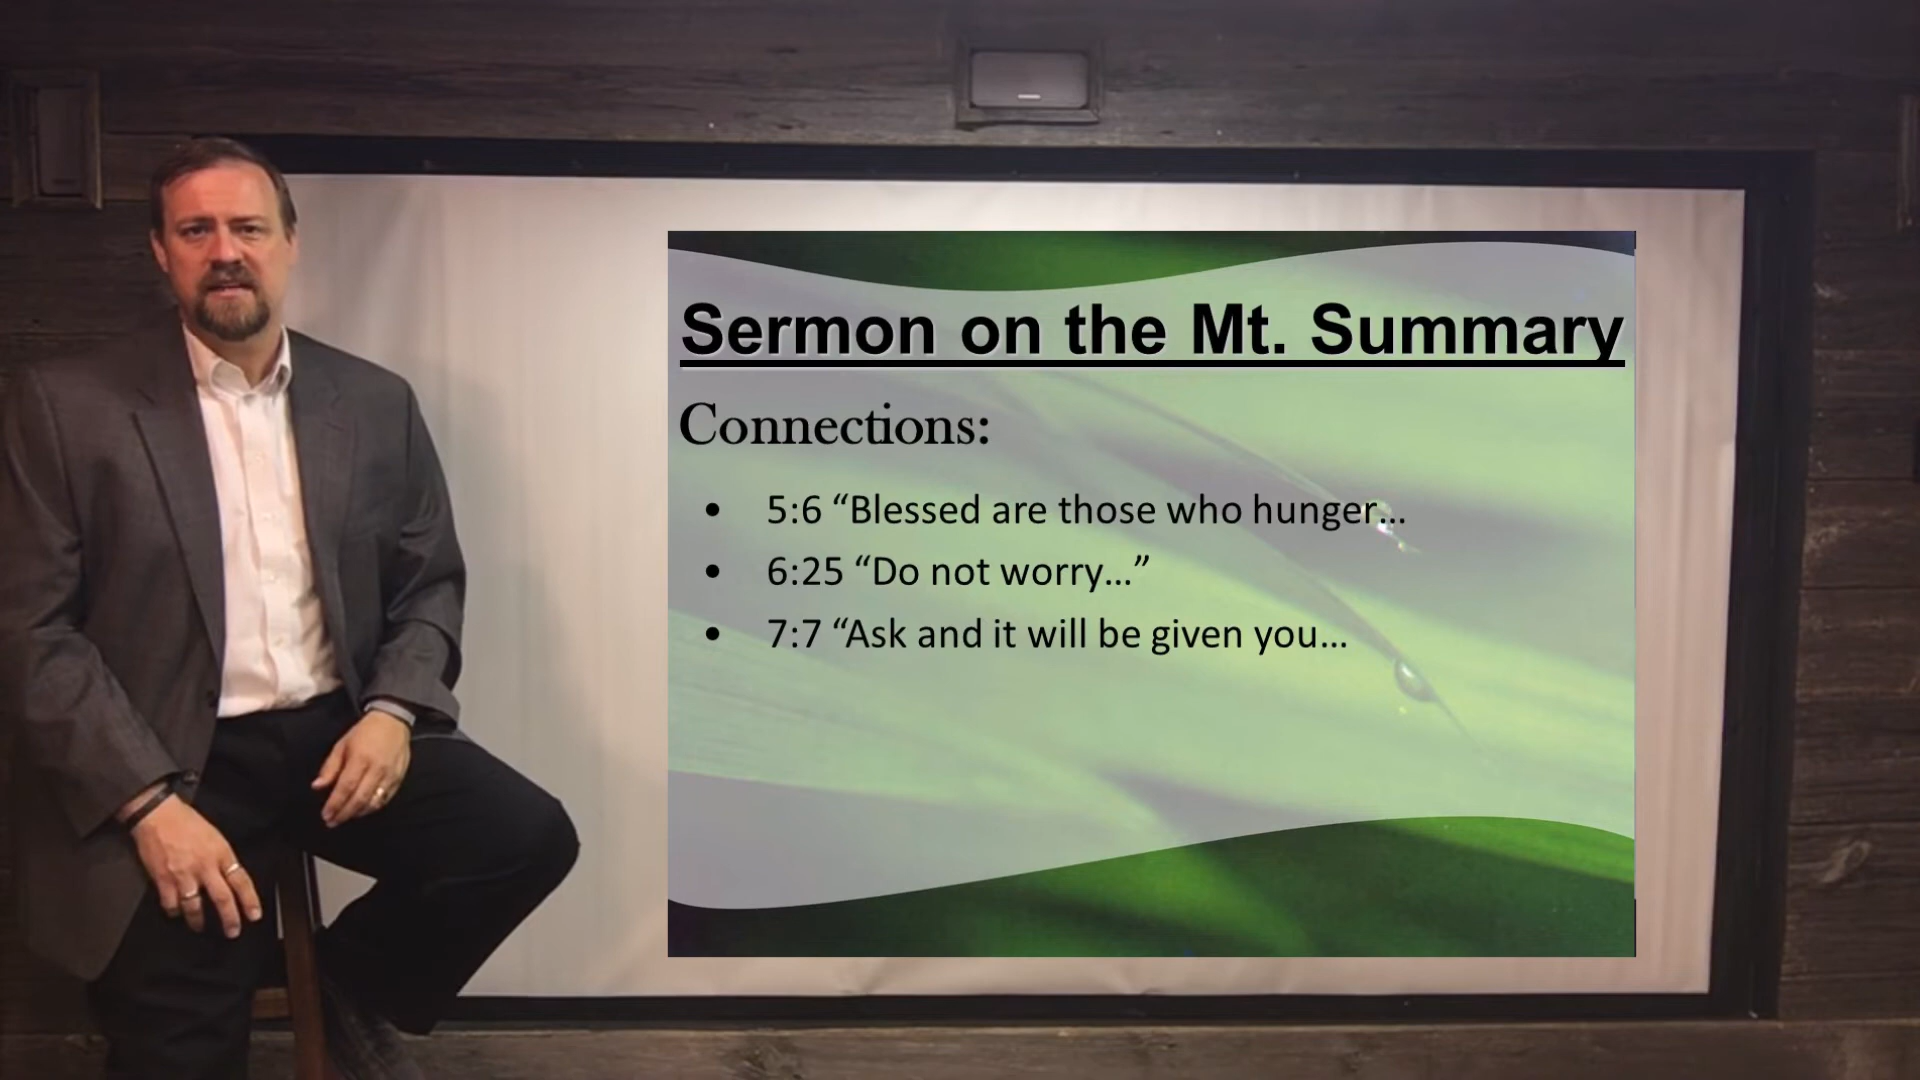 Sermon on the Mt. Summary
Connections:
• 5:6 “Blessed are those who hunger…
• 6:25 “Do not worry…”
• 7:7 “Ask and it will be given you…